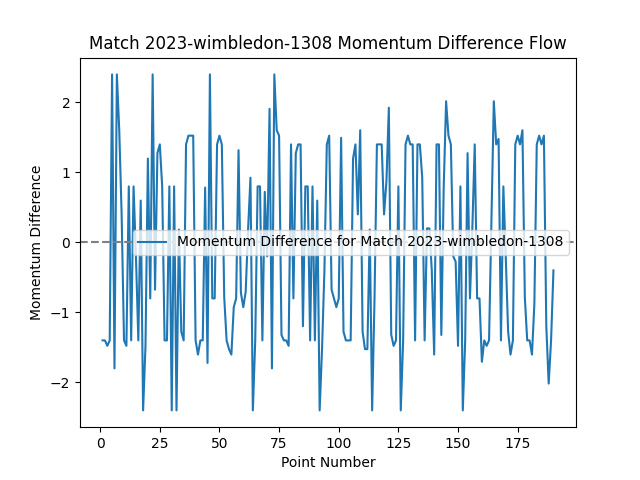 Match 2023-wimbledon-1308 Momentum Difference Flow
Momentum Difference
2
1
0
−1
−2
Momentum Difference for Match 2023-wimbledon-1308
0 25 50 75 100 125 150 175
Point Number